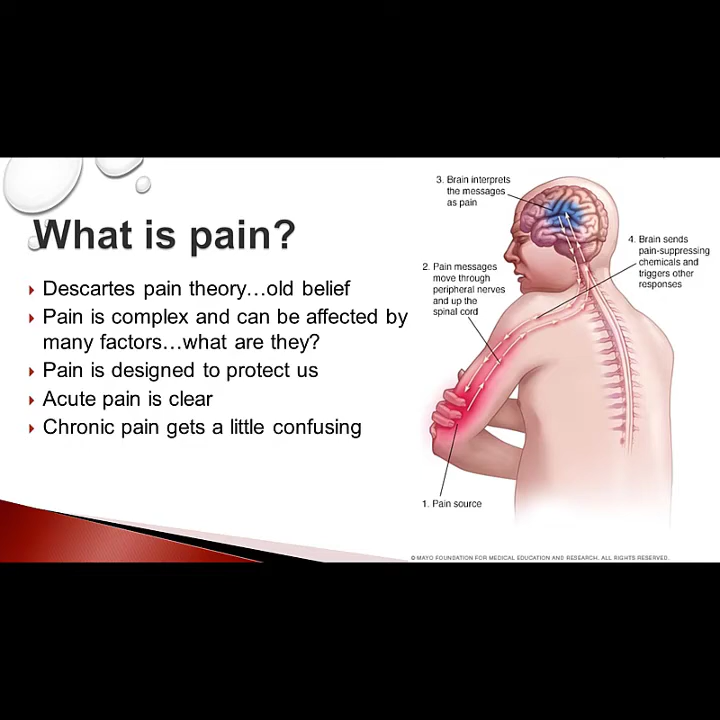 What is pain?
Descartes pain theory...old belief
Pain is complex and can be affected by
many factors...what are they?
Pain is designed to protect us
Acute pain is clear
Chronic pain gets a little confusing
3. Brain interprets
the messages
as pain
4. Brain sends
pain-suppressing
chemicals and
triggers other
responses
2. Pain messages
move through
peripheral nerves
and up the
spinal cord
1. Pain source
© MAYO FOUNDATION FOR MEDICAL EDUCATION AND RESEARCH. ALL RIGHTS RESERVED.